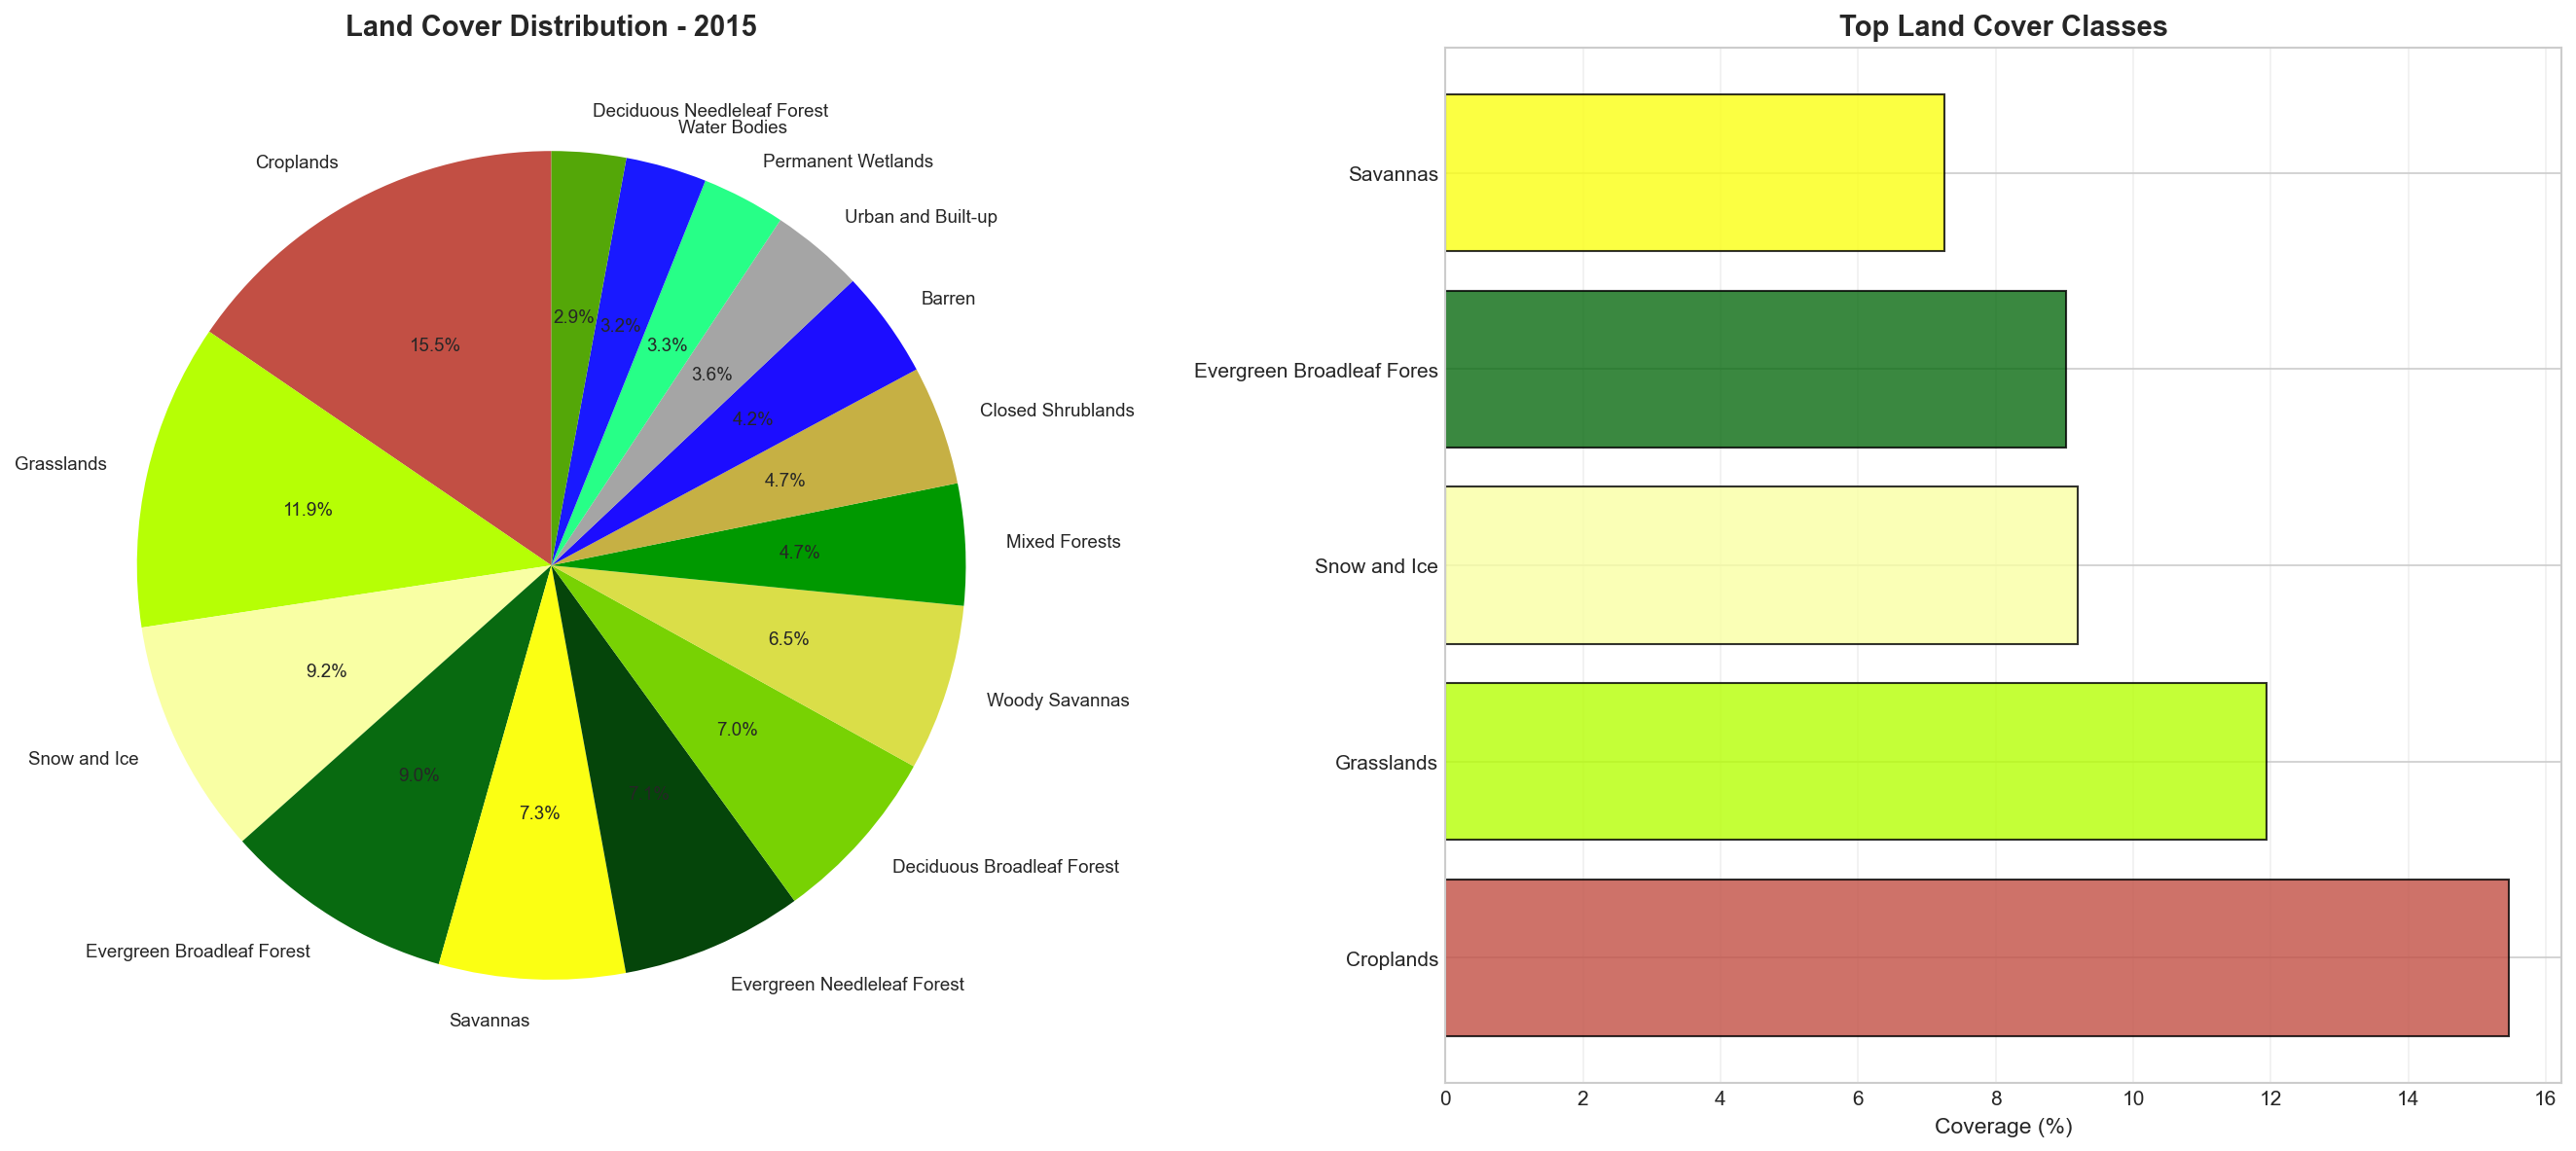 Land Cover Distribution - 2015
Deciduous Needleleaf Forest
Water Bodies
Permanent Wetlands
Urban and Built-up
Barren
Closed Shrublands
Mixed Forests
Woody Savannas
Deciduous Broadleaf Forest
Evergreen Needleleaf Forest
Savannas
Evergreen Broadleaf Forest
Snow and Ice
Grasslands
Croplands
2.9%
3.2%
3.3%
3.6%
4.2%
4.7%
4.7%
6.5%
7.0%
7.1%
7.3%
9.0%
9.2%
11.9%
15.5%
Top Land Cover Classes
Savannas
Evergreen Broadleaf Fores
Snow and Ice
Grasslands
Croplands
0 2 4 6 8 10 12 14 16
Coverage (%)